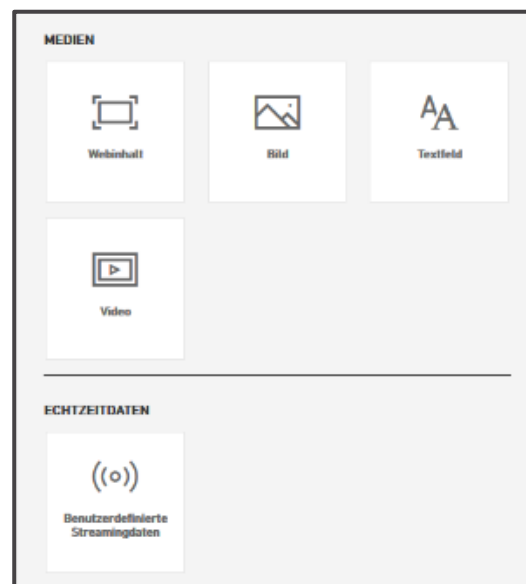 MEDIEN
Webinhalt
Bild
Textfeld
Video
ECHTZEITDATEN
Benutzerdefinierte
Streamingdaten